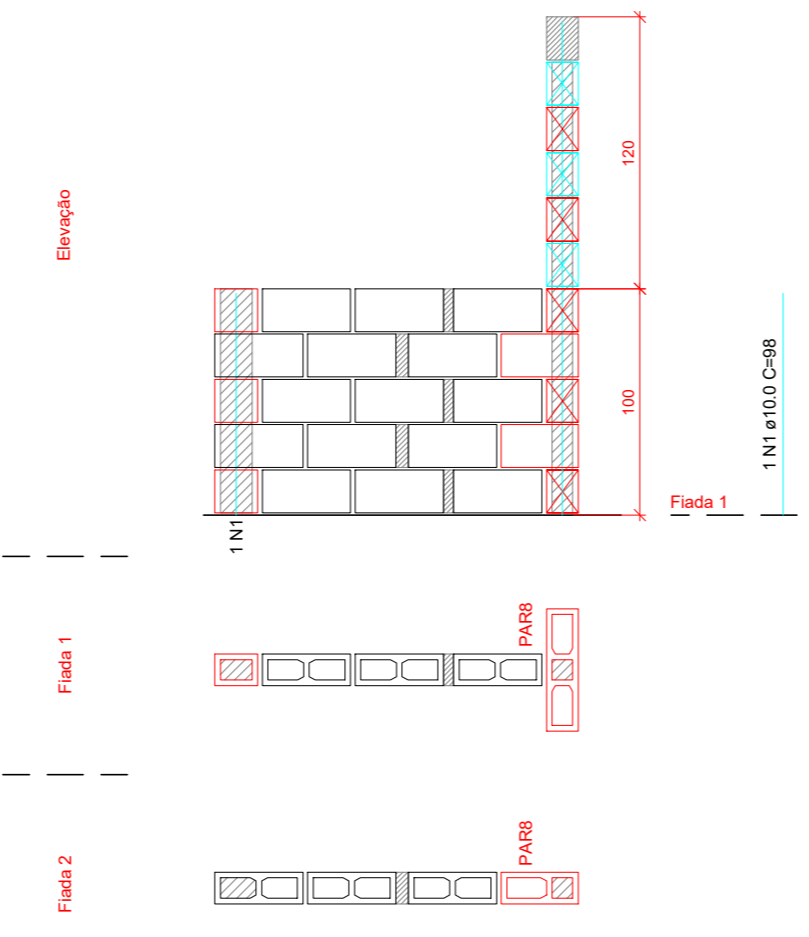 Elevação
120
100
1 N1 ø10.0 C=98
Fiada 1
1 N1
Fiada 1
PAR8
Fiada 2
PAR8